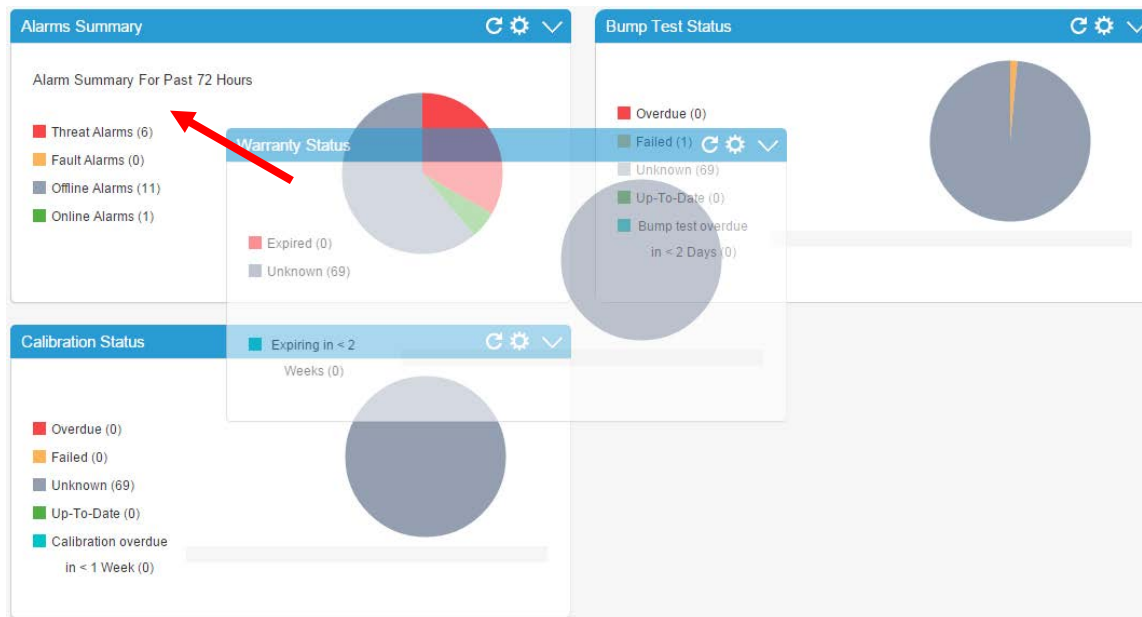 Alarms Summary
Alarm Summary For Past 72 Hours
Threat Alarms (6)
Fault Alarms (0)
Offline Alarms (11)
Online Alarms (1)
Bump Test Status
Overdue (0)
Failed (1)
Unknown (69)
Up-To-Date (0)
Bump test overdue
in < 2 Days (0)
Warranty Status
Expired (0)
Unknown (69)
Expiring in < 2
Weeks (0)
Calibration Status
Overdue (0)
Failed (0)
Unknown (69)
Up-To-Date (0)
Calibration overdue
in < 1 Week (0)